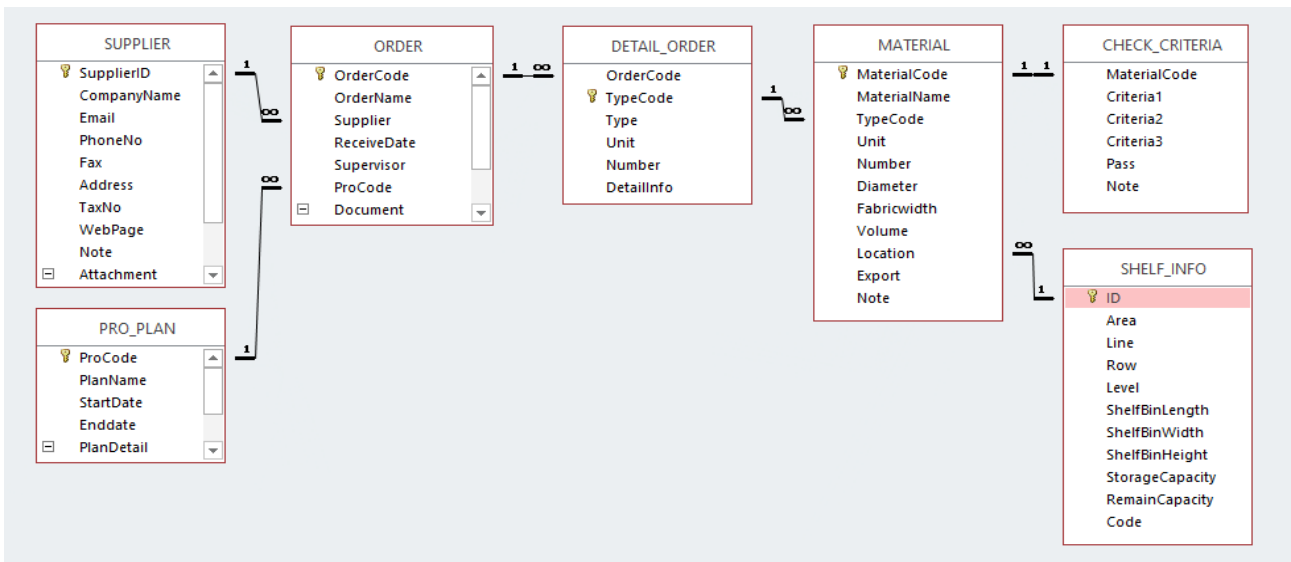 SUPPLIER
SupplierID
CompanyName
Email
PhoneNo
Fax
Address
TaxNo
WebPage
Note
Attachment
1
∞
ORDER
OrderCode
OrderName
Supplier
ReceiveDate
Supervisor
ProCode
Document
1 ∞
DETAIL_ORDER
OrderCode
TypeCode
Type
Unit
Number
DetailInfo
1
∞
MATERIAL
MaterialCode
MaterialName
TypeCode
Unit
Number
Diameter
Fabricwidth
Volume
Location
Export
Note
1 1
CHECK_CRITERIA
MaterialCode
Criteria1
Criteria2
Criteria3
Pass
Note
PRO_PLAN
ProCode
PlanName
StartDate
Enddate
PlanDetail
1
∞
∞
1
SHELF_INFO
ID
Area
Line
Row
Level
ShelfBinLength
ShelfBinWidth
ShelfBinHeight
StorageCapacity
RemainCapacity
Code